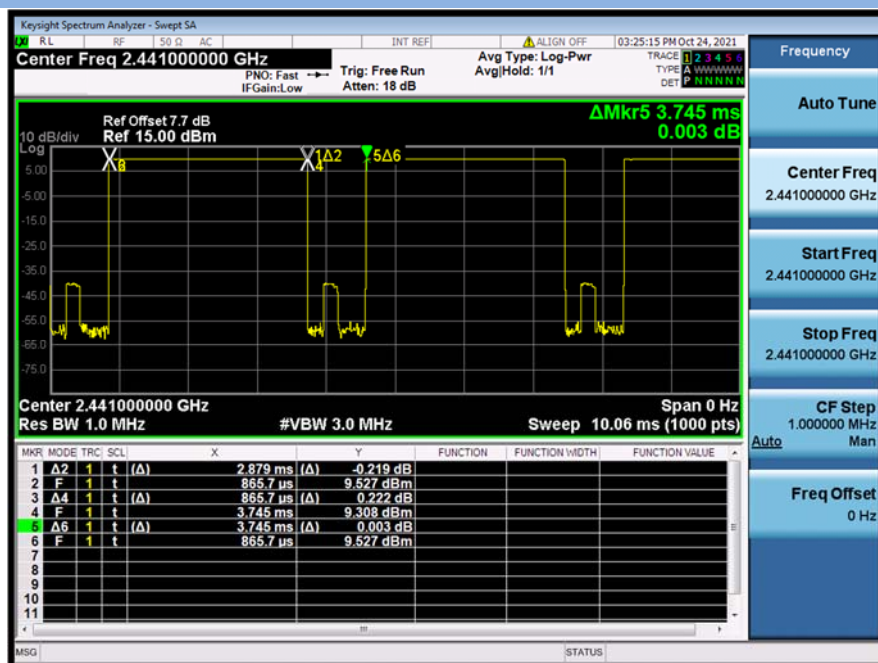 Keysight Spectrum Analyzer - Swept SA
LXI RL RF 50 Ω AC INT REF ALIGN OFF 03:25:15 PM Oct 24, 2021
Center Freq 2.441000000 GHz
PNO: Fast
IFGain:Low
Trig: Free Run
Atten: 18 dB
Avg Type: Log-Pwr
Avg|Hold: 1/1
TRACE 1 2 3 4 5 6
TYPE A WWWWW
DET P N N N N N
ΔMkr5 3.745 ms
0.003 dB
Ref Offset 7.7 dB
10 dB/div Ref 15.00 dBm
Log
1Δ2 5Δ6
4
5.00
-5.00
-15.0
-25.0
-35.0
-45.0
-55.0
-65.0
-75.0
Center 2.441000000 GHz Span 0 Hz
Res BW 1.0 MHz #VBW 3.0 MHz Sweep 10.06 ms (1000 pts)
MKR MODE TRC SCL X Y FUNCTION FUNCTION WIDTH FUNCTION VALUE
1 Δ2 1 t (Δ) 2.879 ms (Δ) -0.219 dB
2 F 1 t 865.7 µs 9.527 dBm
3 Δ4 1 t (Δ) 865.7 µs (Δ) 0.222 dB
4 F 1 t 3.745 ms 9.308 dBm
5 Δ6 1 t (Δ) 3.745 ms (Δ) 0.003 dB
6 F 1 t 865.7 µs 9.527 dBm
7
8
9
10
11
MSG STATUS
Frequency
Auto Tune
Center Freq
2.441000000 GHz
Start Freq
2.441000000 GHz
Stop Freq
2.441000000 GHz
CF Step
1.000000 MHz
Auto Man
Freq Offset
0 Hz